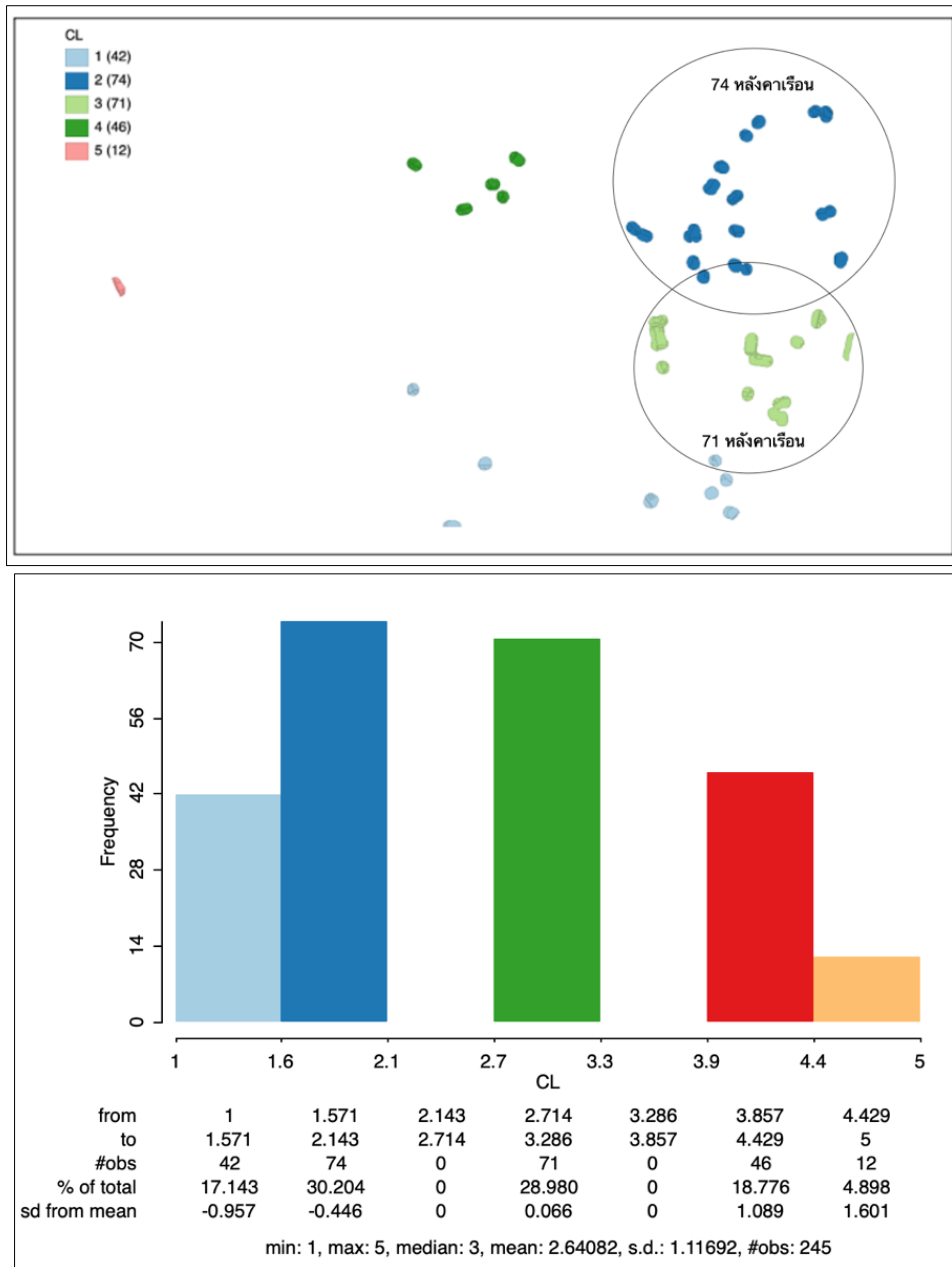 CL
1 (42)
2 (74)
3 (71)
4 (46)
5 (12)
74 หลังคาเรือน
71 หลังคาเรือน
Frequency
70
56
42
28
14
0
1 1.6 2.1 2.7 3.3 3.9 4.4 5
CL
from 1 1.571 2.143 2.714 3.286 3.857 4.429
to 1.571 2.143 2.714 3.286 3.857 4.429 5
#obs 42 74 0 71 0 46 12
% of total 17.143 30.204 0 28.980 0 18.776 4.898
sd from mean -0.957 -0.446 0 0.066 0 1.089 1.601
min: 1, max: 5, median: 3, mean: 2.64082, s.d.: 1.11692, #obs: 245